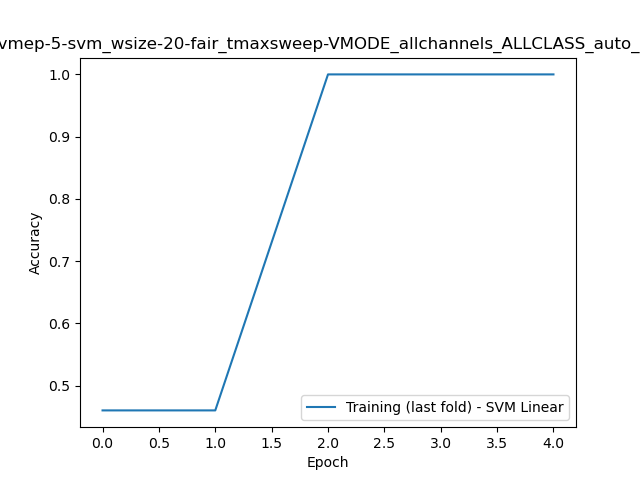 vmep-5-svm_wsize-20-fair_tmaxsweep-VMODE_allchannels_ALLCLASS_auto_
1.0
0.9
0.8
0.7
0.6
0.5
Accuracy
Training (last fold) - SVM Linear
0.0 0.5 1.0 1.5 2.0 2.5 3.0 3.5 4.0
Epoch